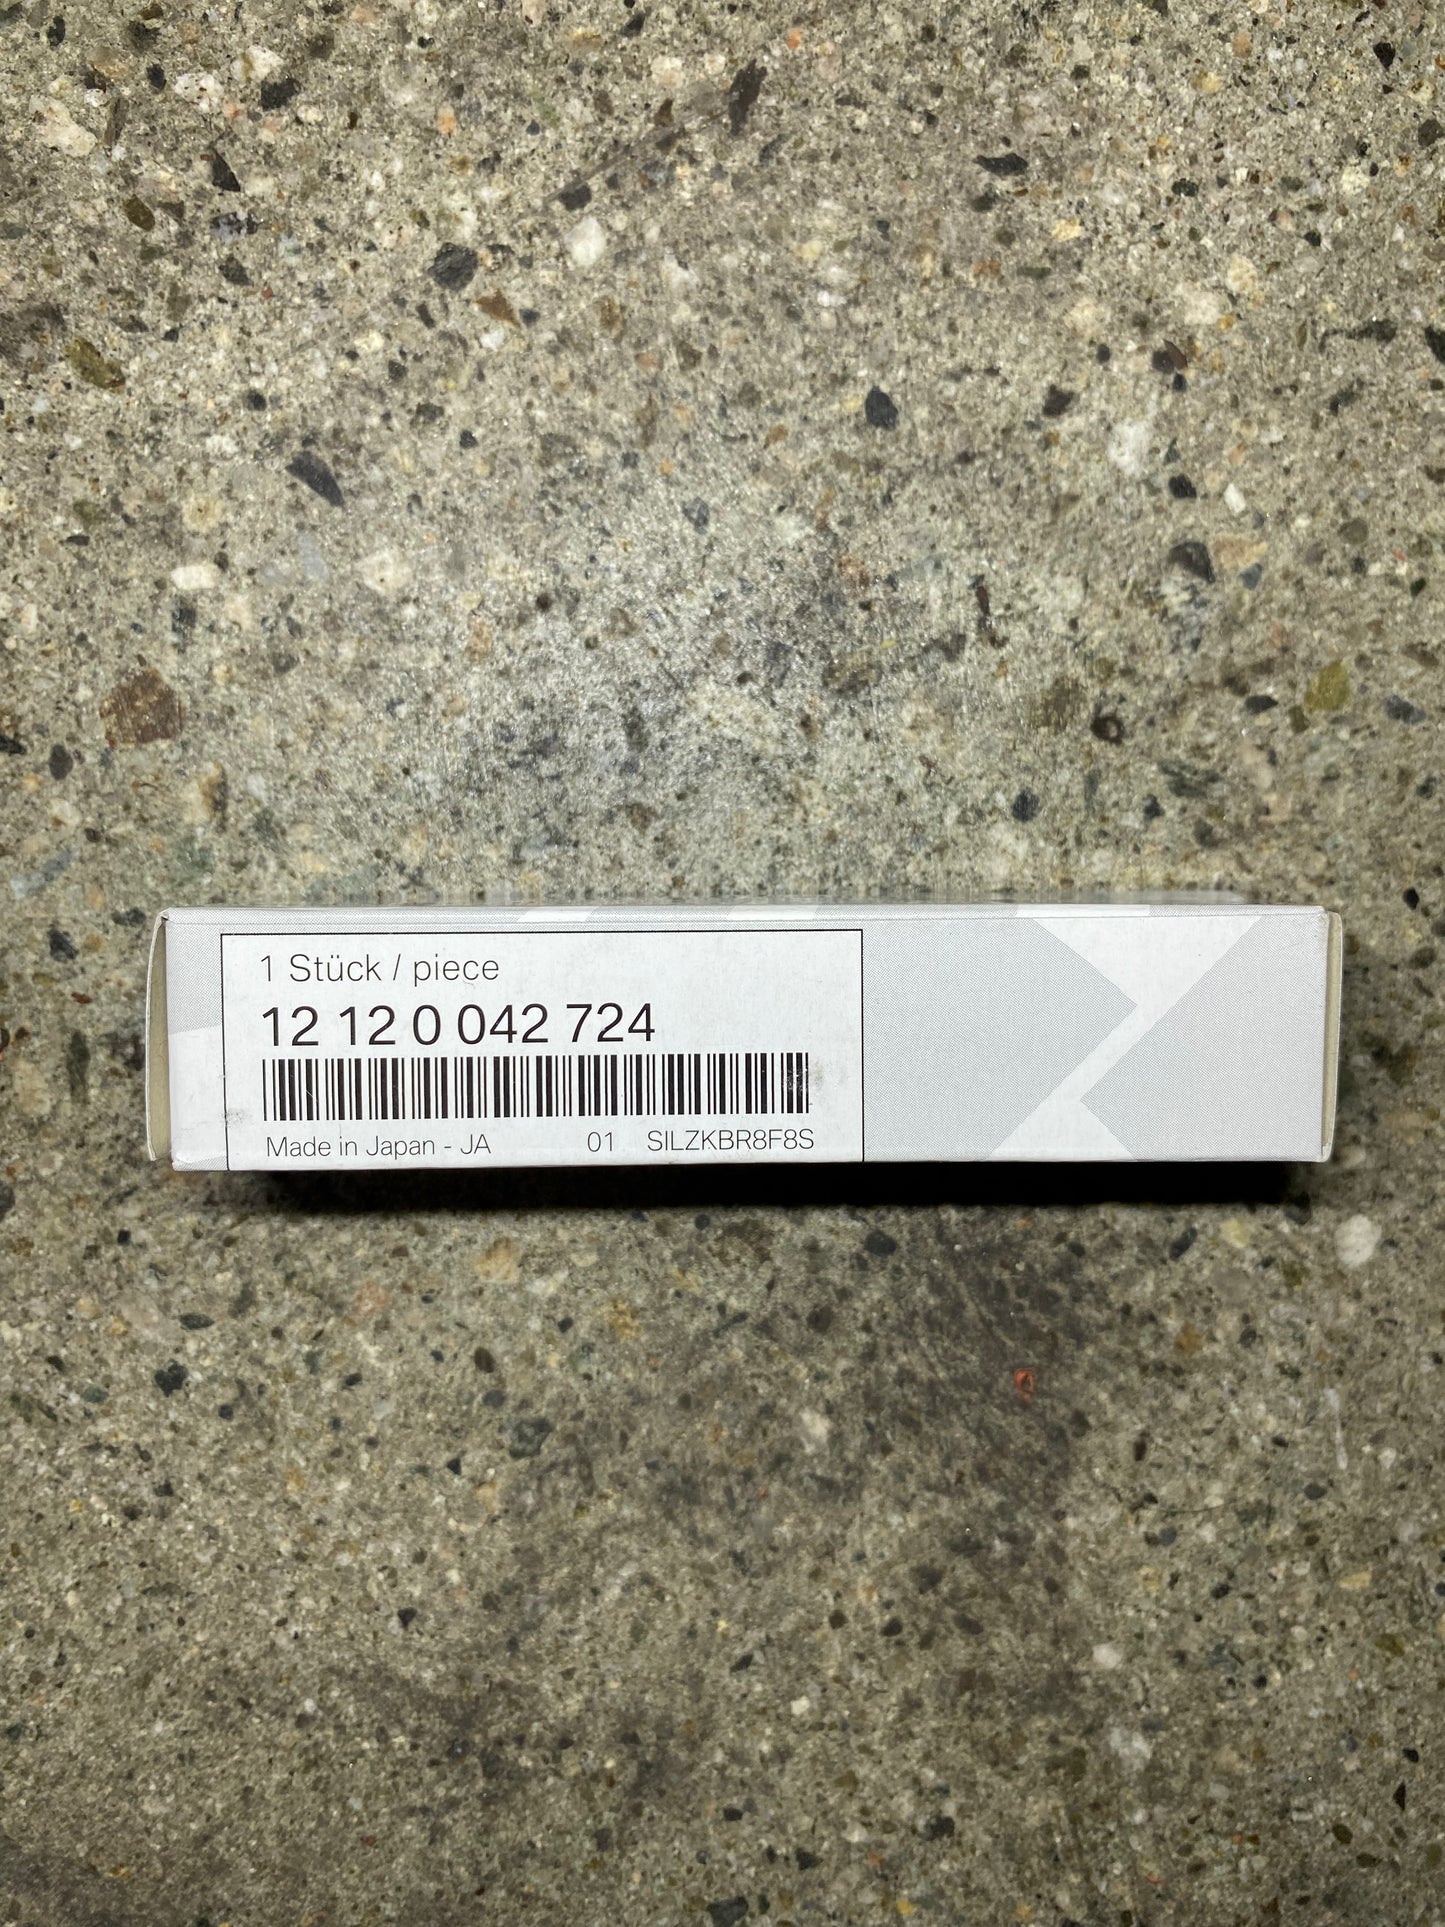 1 Stück / piece
12 12 0 042 724
Made in Japan - JA 01 SILZKBR8F8S